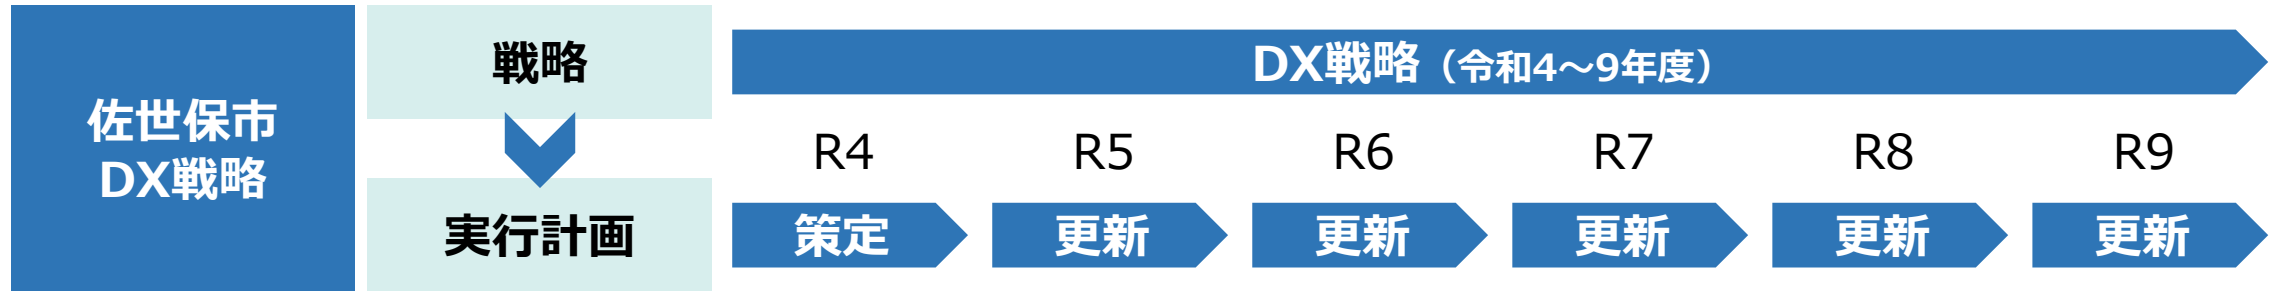 佐世保市
DX戦略
戦略
実行計画
DX戦略（令和4～9年度）
R4
R5
R6
R7
R8
R9
策定
更新
更新
更新
更新
更新